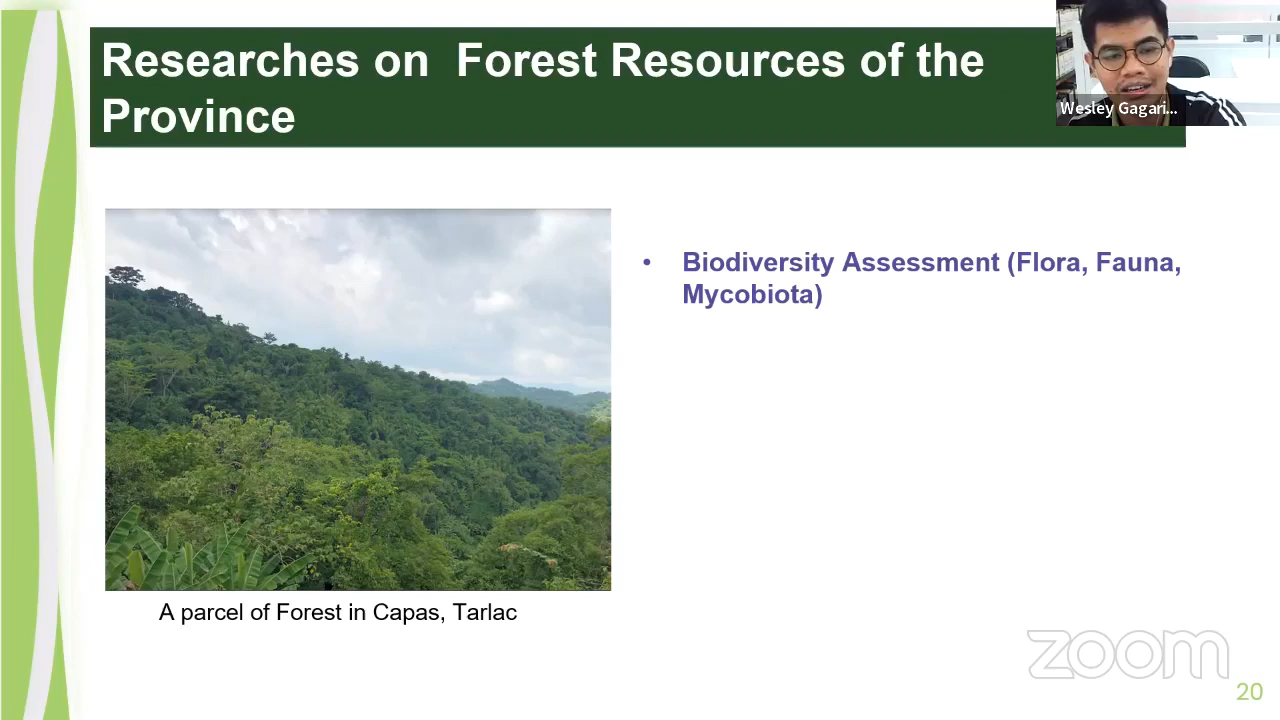 Researches on  Forest Resources of the
Province
Wesley Gagari...
• Biodiversity Assessment (Flora, Fauna,
Mycobiota)
A parcel of Forest in Capas, Tarlac
zoom
20